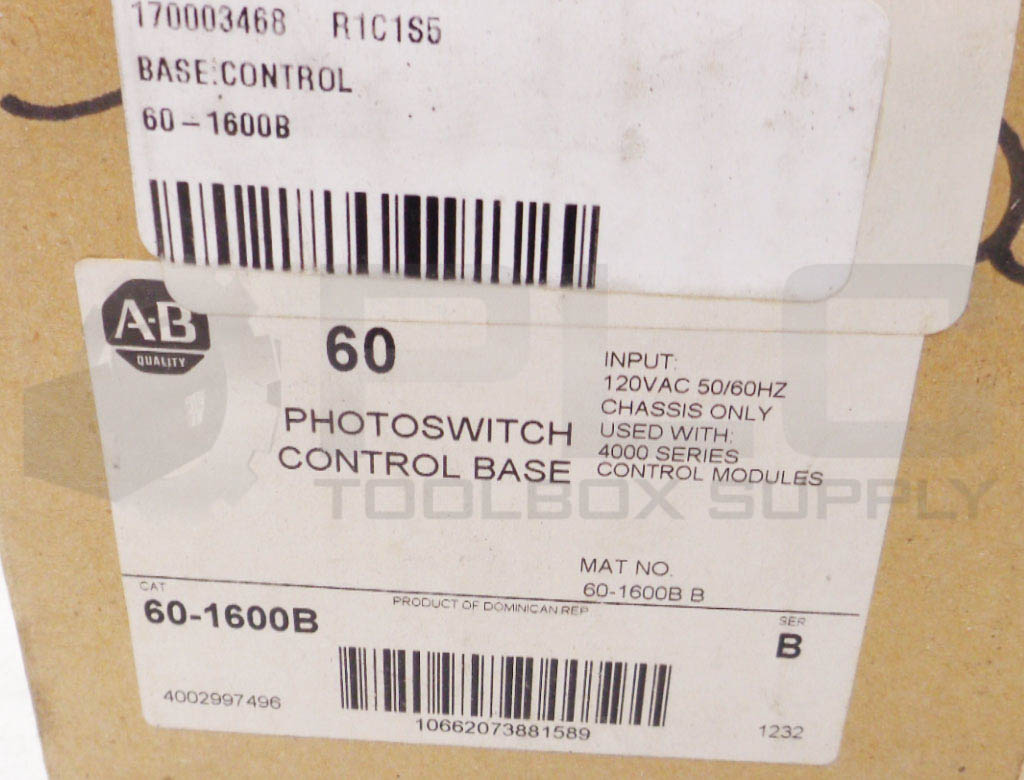 170003468 R1C1S5
BASE:CONTROL
60-1600B
A-B
QUALITY
60
PHOTOSWITCH
CONTROL BASE
INPUT:
120VAC 50/60HZ
CHASSIS ONLY
USED WITH:
4000 SERIES
CONTROL MODULES
PLC
TOOLBOX SUPPLY
MAT NO.
60-1600B B
CAT
60-1600B
PRODUCT OF DOMINICAN REP
SER
B
4002997496
10662073881589
1232